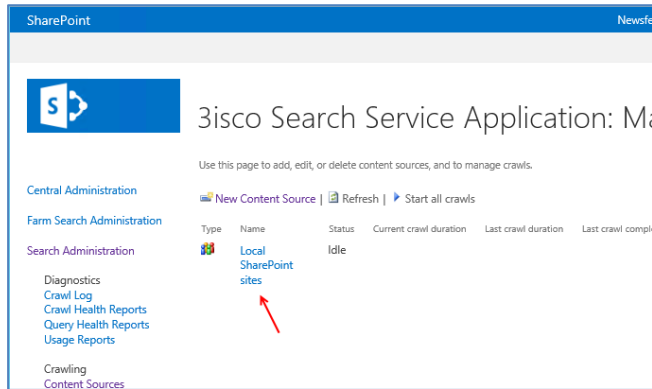 SharePoint
Newsfe
S
3isco Search Service Application: Ma
Use this page to add, edit, or delete content sources, and to manage crawls.
Central Administration
Farm Search Administration
Search Administration
Diagnostics
Crawl Log
Crawl Health Reports
Query Health Reports
Usage Reports
Crawling
Content Sources
New Content Source | Refresh | Start all crawls
Type Name Status Current crawl duration Last crawl duration Last crawl comple
Local Idle
SharePoint
sites